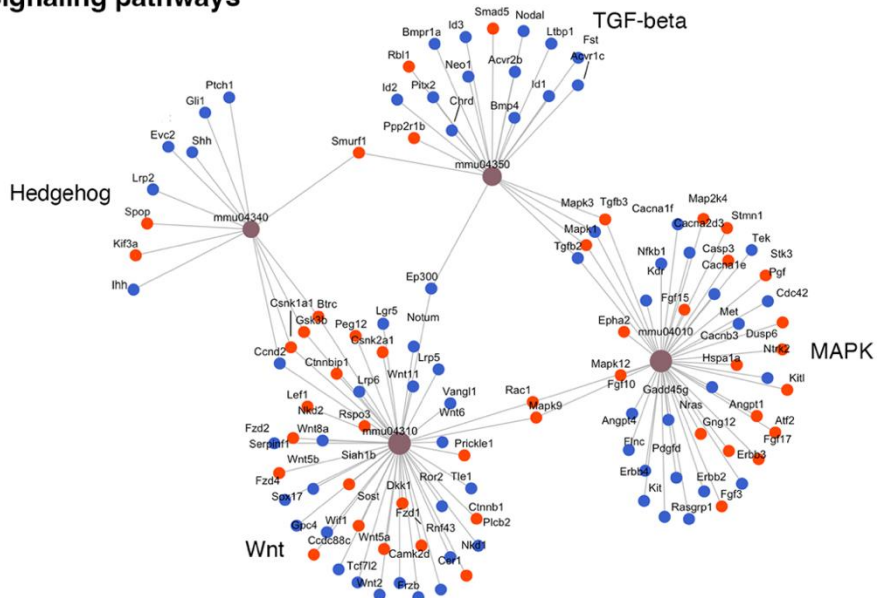 signaling pathways
TGF-beta
Smad5
Nodal
Id3
Bmpr1a
Ltbp1
Fst
Rbl1
Neo1
Acvr2b
Acvr1c
Id2
Pitx2
Id1
Chrd
Bmp4
Ppp2r1b
Smurf1
mmu04350
Ptch1
Gli1
Evc2
Shh
Lrp2
Hedgehog
Spop
mmu04340
Kif3a
Ihh
Mapk3
Tgfb3
Mapk1
Tgfb2
Cacna1f
Map2k4
Cacna2d3
Stmn1
Tek
Nfkb1
Casp3
Stk3
Kdr
Cacna1e
Pgf
Fgf15
Cdc42
Epha2
Met
mmu04010
Cacnb3
Dusp6
Ntrk2
MAPK
Mapk12
Hspa1a
Fgf10
Kitl
Gadd45g
Nras
Angpt1
Angpt4
Gng12
Atf2
Fgf17
Flnc
Pdgfd
Erbb3
Erbb4
Erbb2
Kit
Fgf3
Rasgrp1
Ep300
Csnk1a1
Btrc
Gsk3b
Peg12
Lgr5
Notum
Csnk2a1
Ccnd2
Ctnnbip1
Lrp5
Lrp6
Wnt11
Vangl1
Rac1
Mapk9
Lef1
Nkd2
Rspo3
Wnt6
Fzd2
Wnt8a
mmu04310
Serpinf1
Prickle1
Siah1b
Wnt5b
Fzd4
Dkk1
Ror2
Tle1
Sox17
Sost
Fzd1
Ctnnb1
Plcb2
Gpc4
Wif1
Rnf43
Ccdc88c
Wnt5a
Camk2d
Nkd1
Wnt
Tcf7l2
Cer1
Wnt2
Frzb